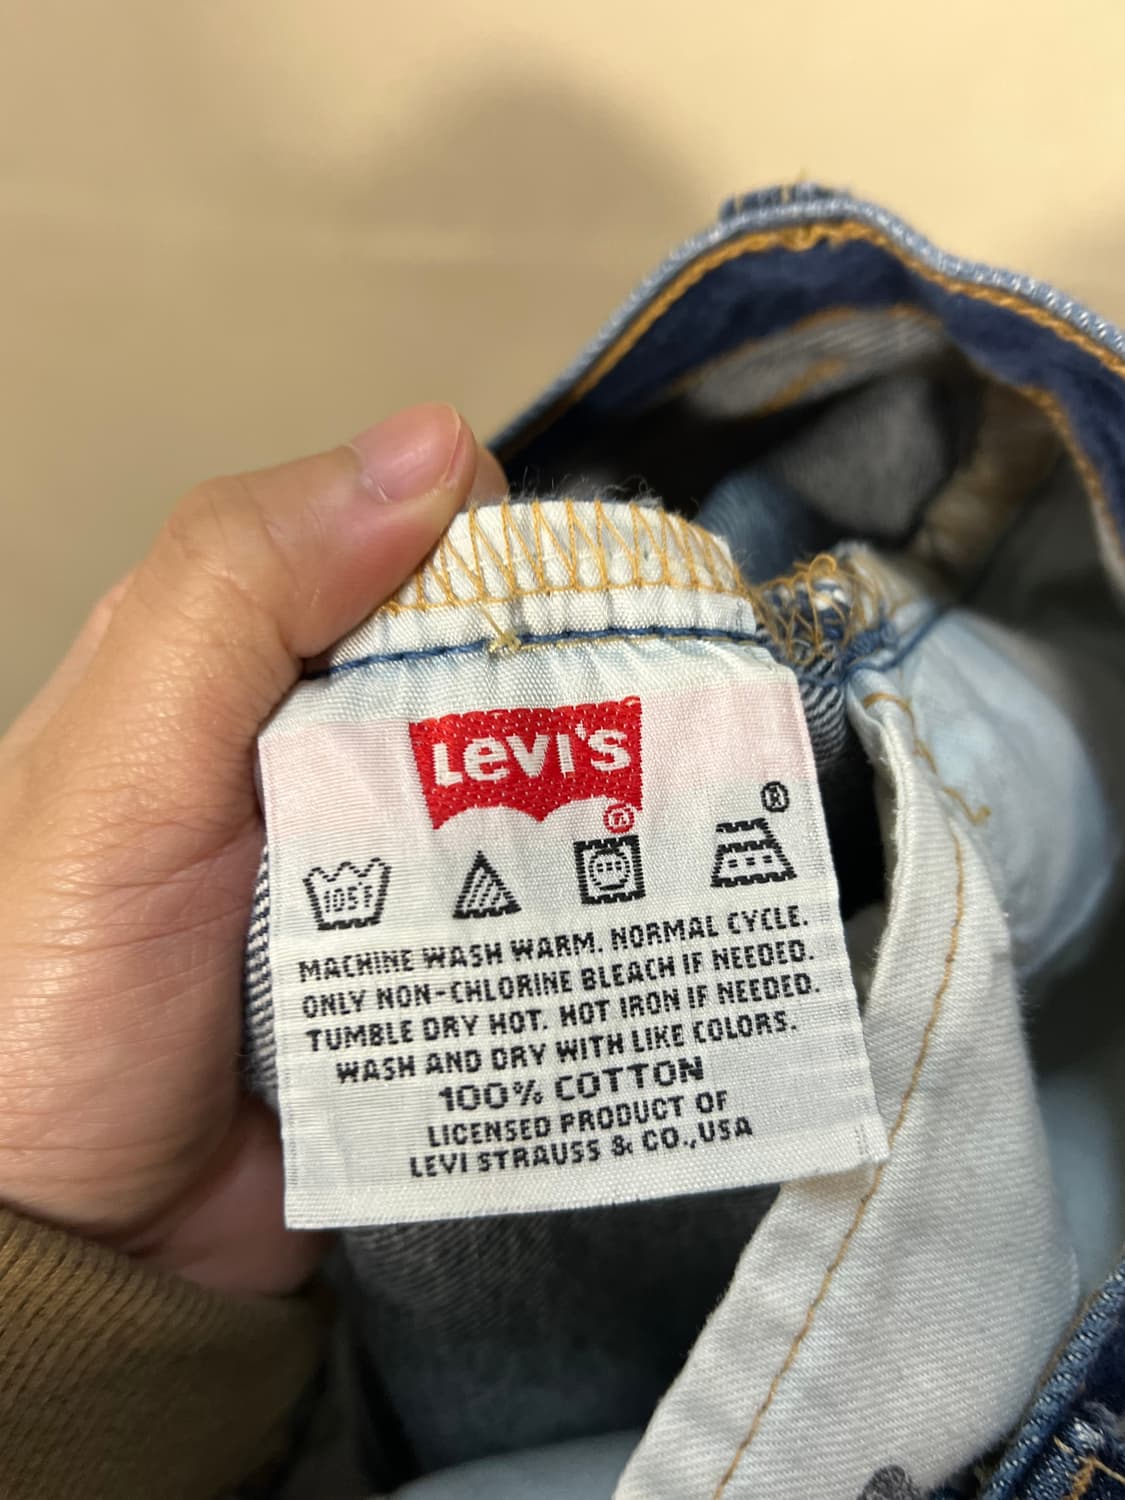 Levi's
®
®
105°F
MACHINE WASH WARM. NORMAL CYCLE.
ONLY NON-CHLORINE BLEACH IF NEEDED.
TUMBLE DRY HOT. HOT IRON IF NEEDED.
WASH AND DRY WITH LIKE COLORS.
100% COTTON
LICENSED PRODUCT OF
LEVI STRAUSS & CO., USA